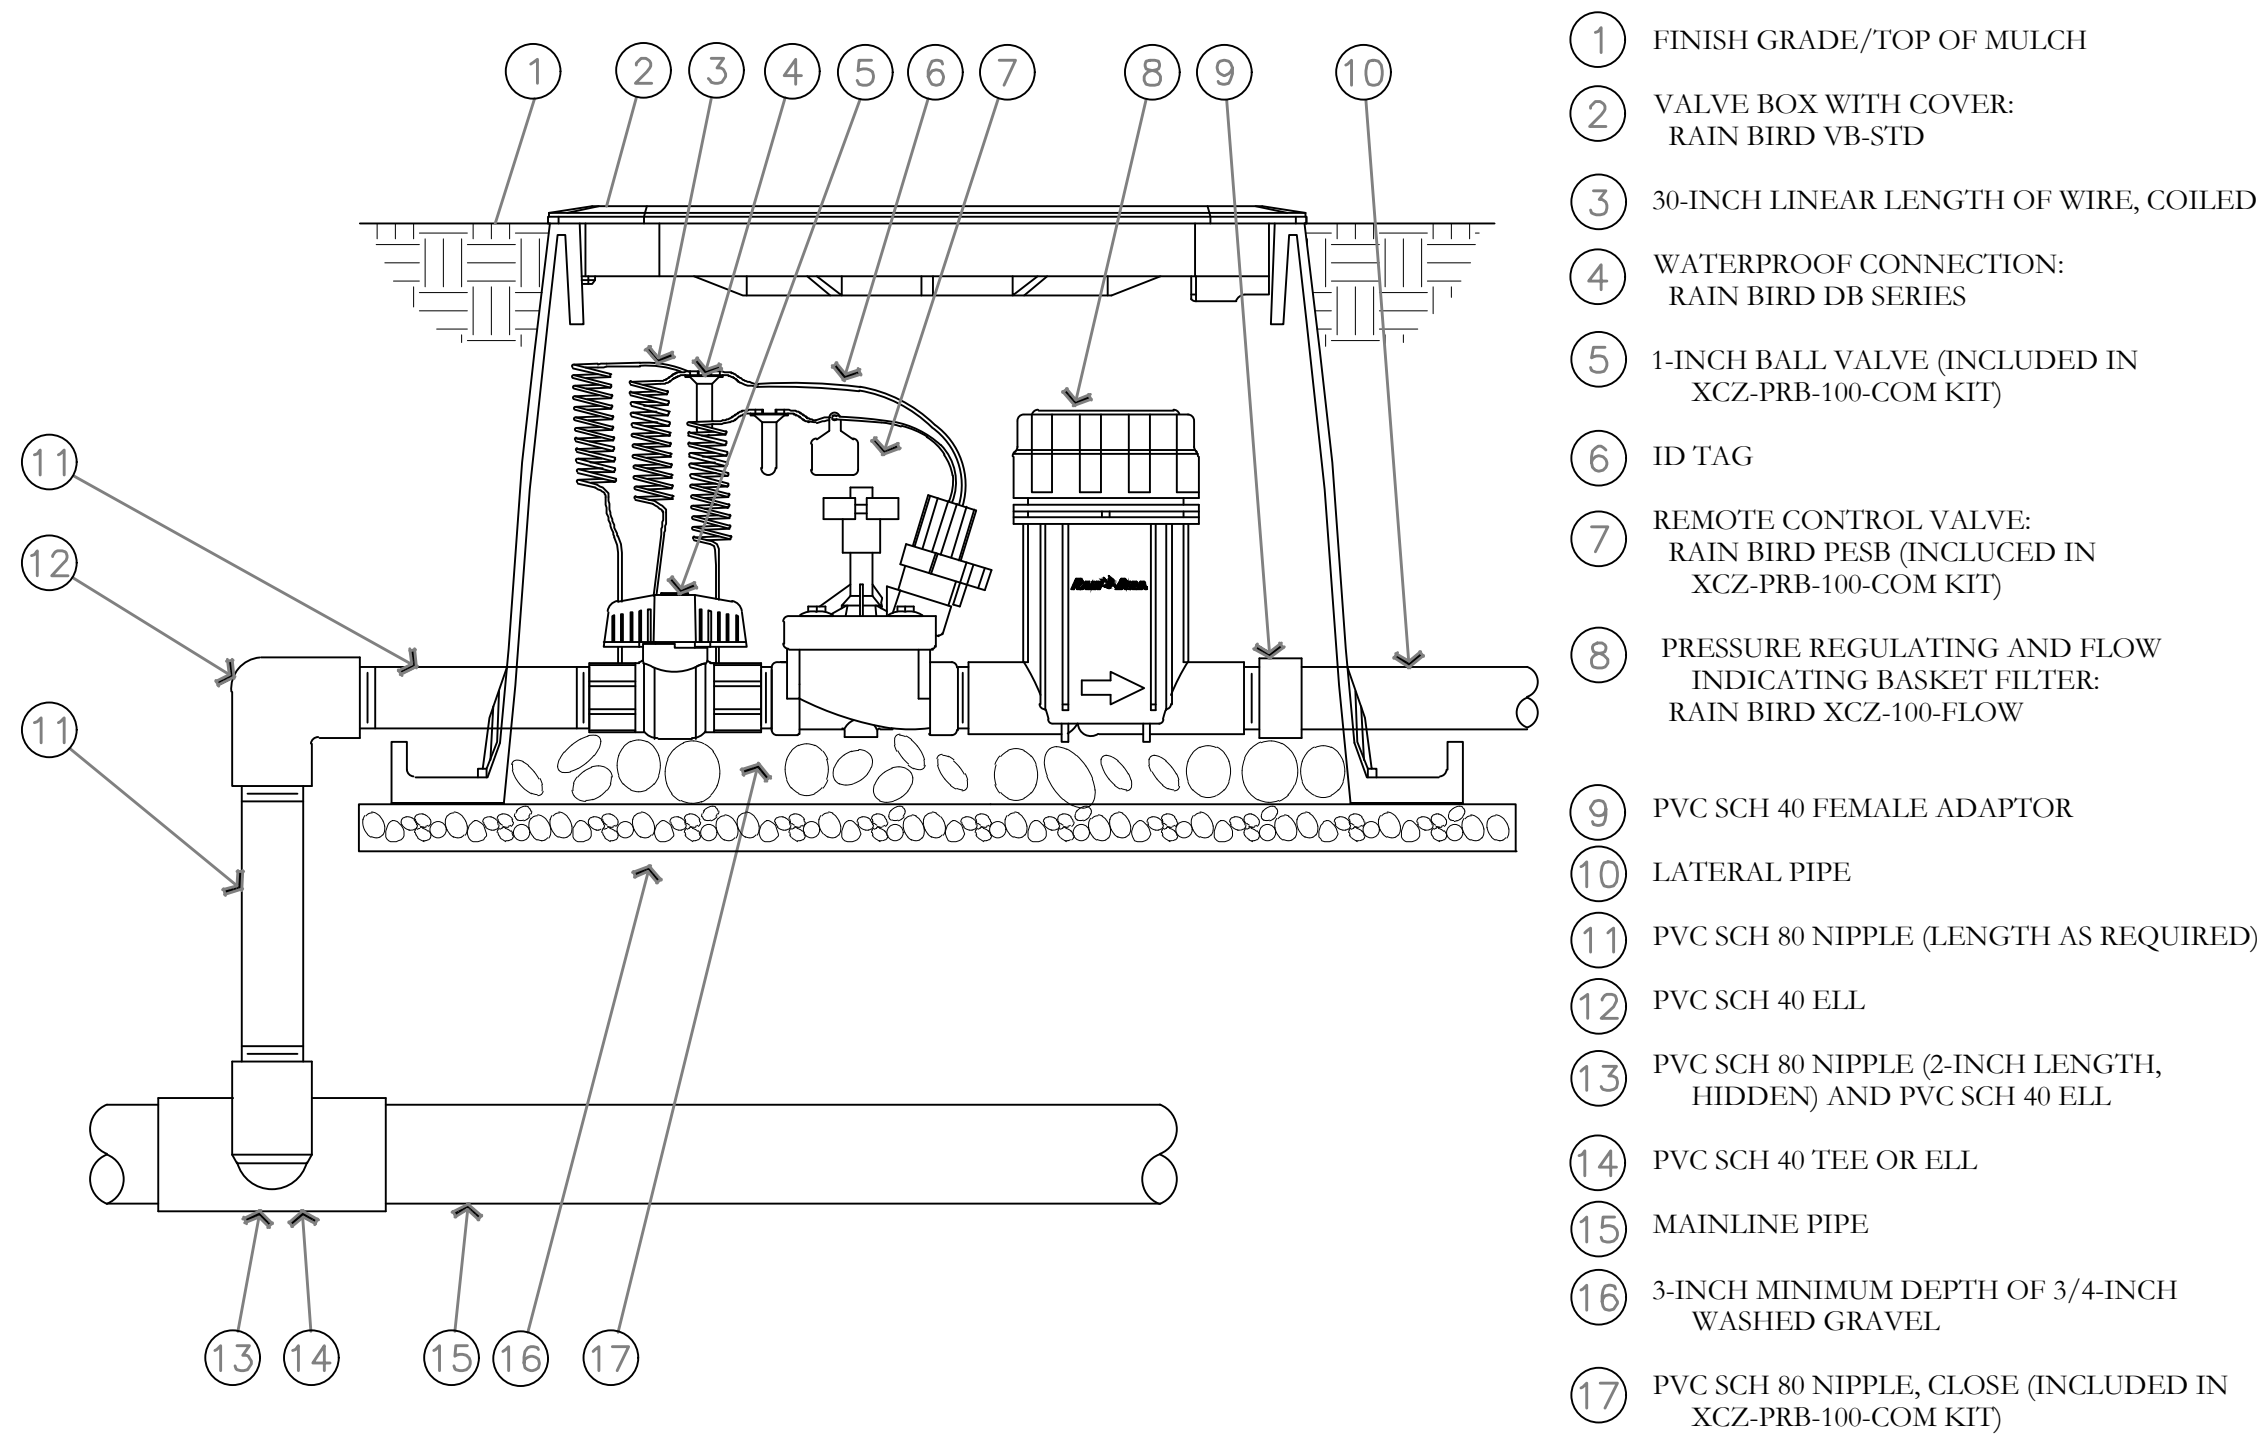 1 2 3 4 5 6 7 8 9 10
11
12
11
RAIN BIRD
13 14 15 16 17
1 FINISH GRADE/TOP OF MULCH
2 VALVE BOX WITH COVER:
RAIN BIRD VB-STD
3 30-INCH LINEAR LENGTH OF WIRE, COILED
4 WATERPROOF CONNECTION:
RAIN BIRD DB SERIES
5 1-INCH BALL VALVE (INCLUDED IN
XCZ-PRB-100-COM KIT)
6 ID TAG
7 REMOTE CONTROL VALVE:
RAIN BIRD PESB (INCLUCED IN
XCZ-PRB-100-COM KIT)
8 PRESSURE REGULATING AND FLOW
INDICATING BASKET FILTER:
RAIN BIRD XCZ-100-FLOW
9 PVC SCH 40 FEMALE ADAPTOR
10 LATERAL PIPE
11 PVC SCH 80 NIPPLE (LENGTH AS REQUIRED)
12 PVC SCH 40 ELL
13 PVC SCH 80 NIPPLE (2-INCH LENGTH,
HIDDEN) AND PVC SCH 40 ELL
14 PVC SCH 40 TEE OR ELL
15 MAINLINE PIPE
16 3-INCH MINIMUM DEPTH OF 3/4-INCH
WASHED GRAVEL
17 PVC SCH 80 NIPPLE, CLOSE (INCLUDED IN
XCZ-PRB-100-COM KIT)